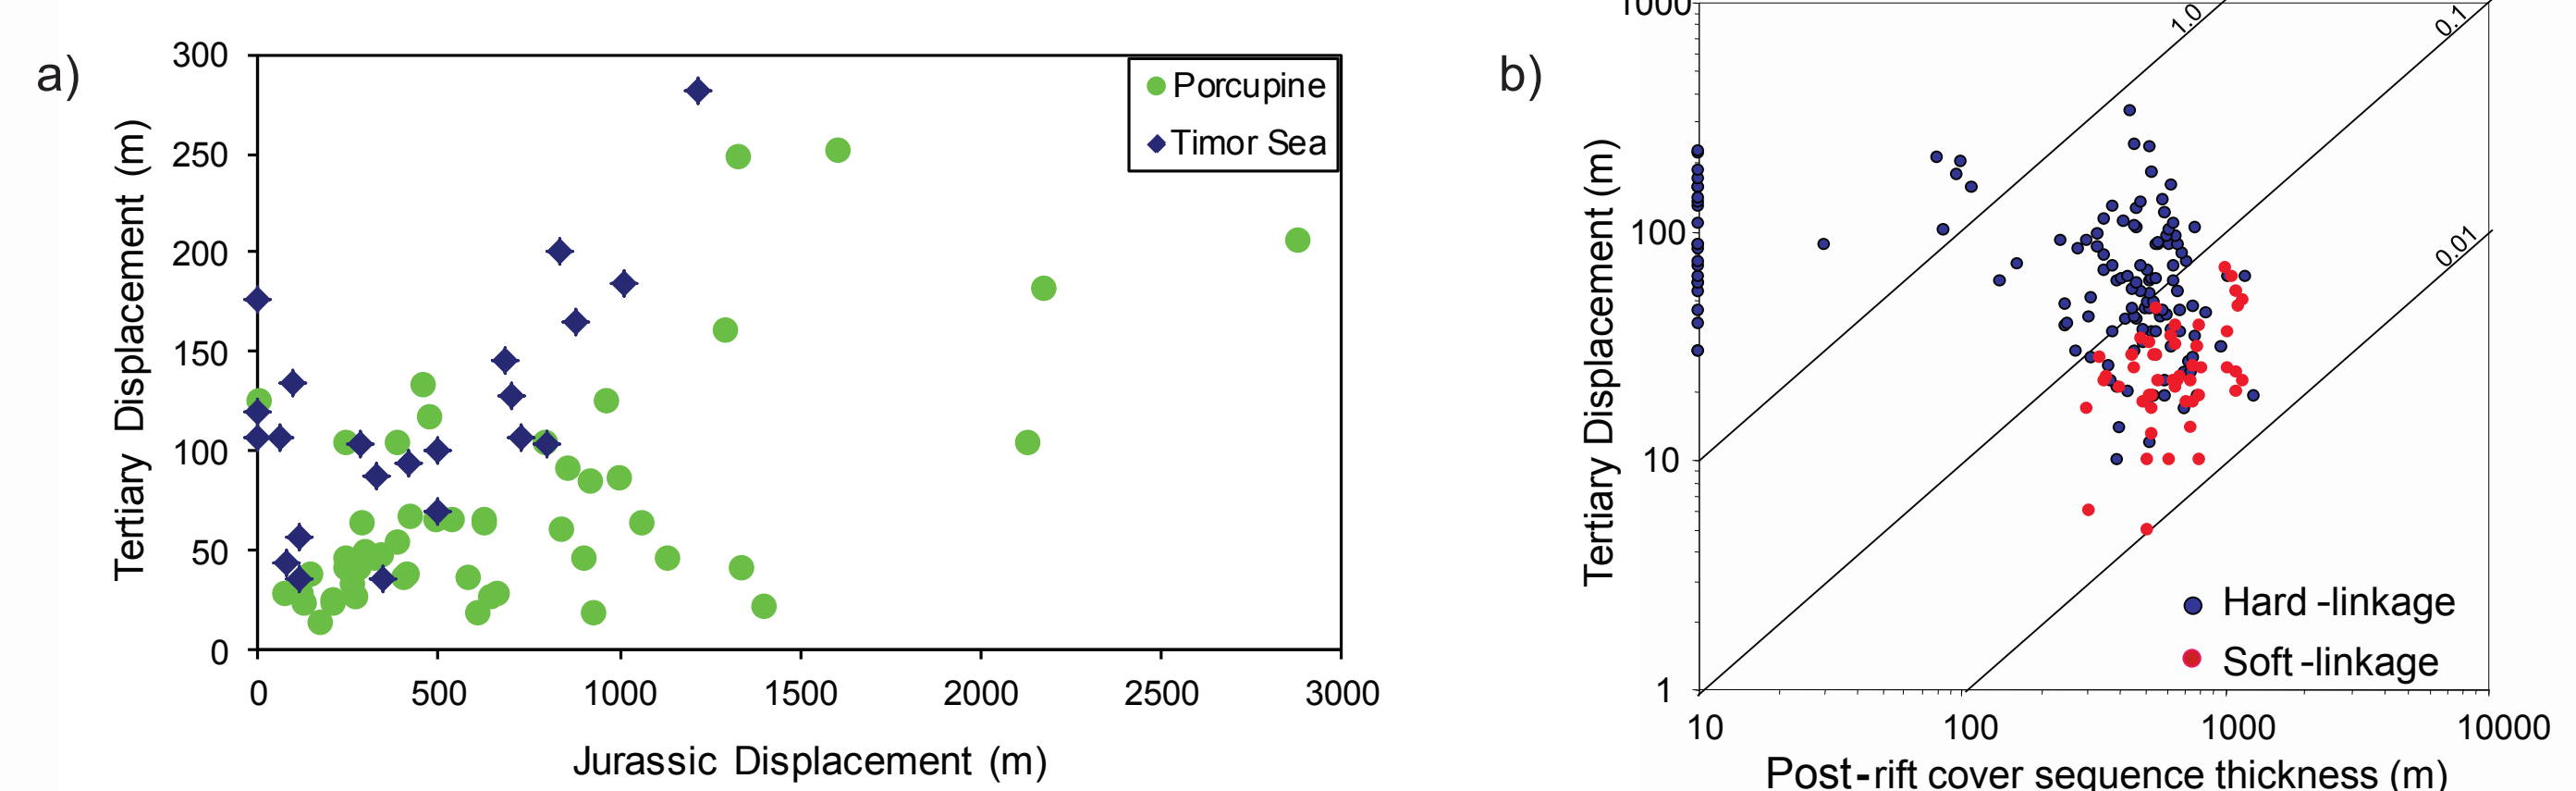 a)
300
250
200
150
100
50
0
Tertiary Displacement (m)
Porcupine
Timor Sea
0 500 1000 1500 2000 2500 3000
Jurassic Displacement (m)
b)
1000
100
10
1
Tertiary Displacement (m)
1.0
0.1
0.01
Hard -linkage
Soft -linkage
10 100 1000 10000
Post-rift cover sequence thickness (m)